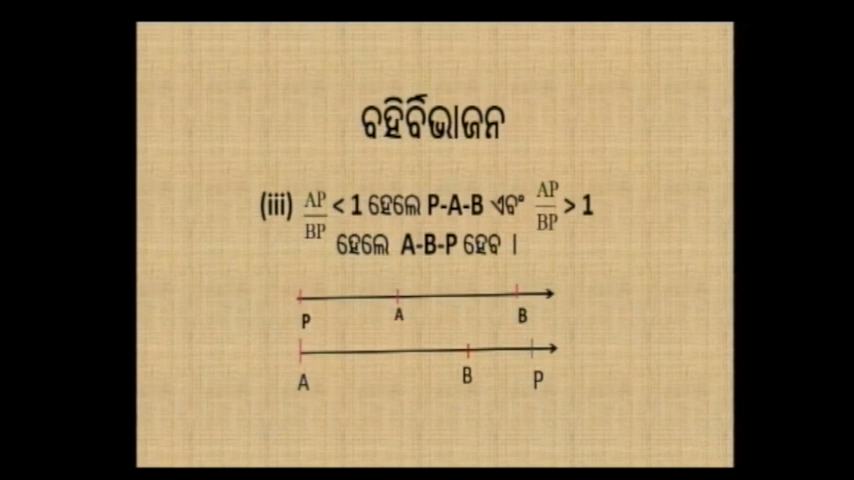 ବହିର୍ବିଭାଜନ
(iii) AP/BP < 1 ହେଲେ P-A-B ଏବଂ AP/BP > 1
ହେଲେ A-B-P ହେବ ।
P A B
A B P